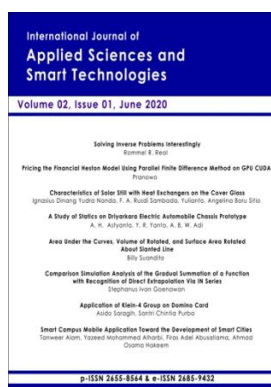 International Journal of
Applied Sciences and
Smart Technologies
Volume 02, Issue 01, June 2020
Solving Inverse Problems Interestingly
Rommel R. Real
Pricing the Financial Heston Model Using Parallel Finite Difference Method on GPU CUDA
Pranowo
Characteristics of Solar Still with Heat Exchangers on the Cover Glass
Ignasius Dinang Yudra Nanda, F. A. Rusdi Sambada, Yulianto, Angelina Baru Sitio
A Study of Statics on Driyarkara Electric Automobile Chassis Prototype
A. H. Astyanto, Y. R. Yanta, A. B. W. Adi
Area Under the Curves, Volume of Rotated, and Surface Area Rotated
About Slanted Line
Billy Suandito
Comparison Simulation Analysis of the Gradual Summation of a Function
with Recognition of Direct Extrapolation Via IN Series
Stephanus Ivan Goenawan
Application of Klein-4 Group on Domino Card
Asido Saragih, Santri Chintia Purba
Smart Campus Mobile Application Toward the Development of Smart Cities
Tanweer Alam, Yazeed Mohammed Alharbi, Firas Adel Abusallama, Ahmad
Osama Hakeem
p-ISSN 2655-8564 & e-ISSN 2685-9432